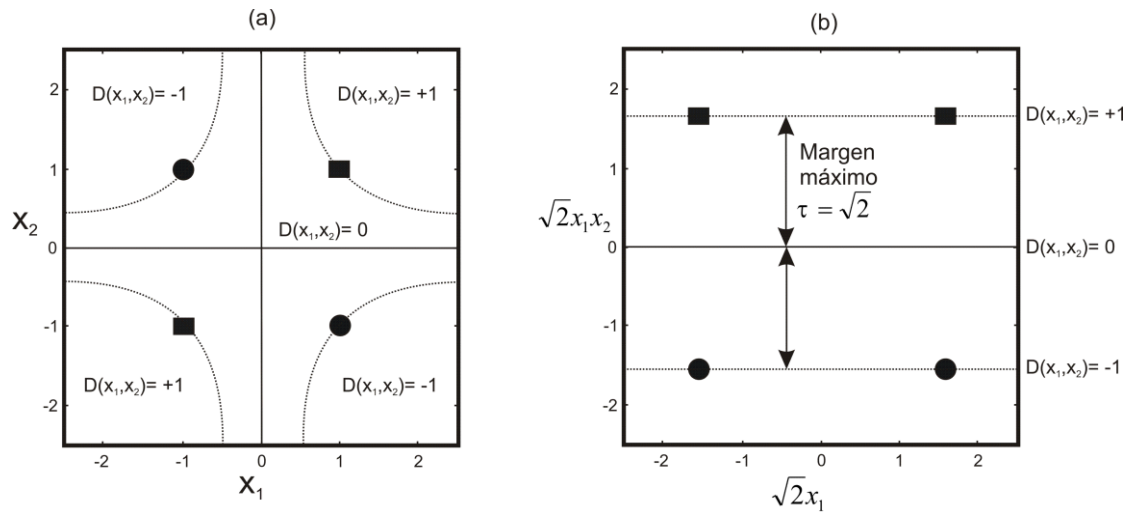 (a)
2
1
0
-1
-2
x₂
D(x₁,x₂)= -1
D(x₁,x₂)= +1
D(x₁,x₂)= 0
D(x₁,x₂)= +1
D(x₁,x₂)= -1
-2 -1 0 1 2
x₁
(b)
2
1
0
-1
-2
√2x₁x₂
Margen
máximo
τ = √2
D(x₁,x₂)= +1
D(x₁,x₂)= 0
D(x₁,x₂)= -1
-2 -1 0 1 2
√2x₁